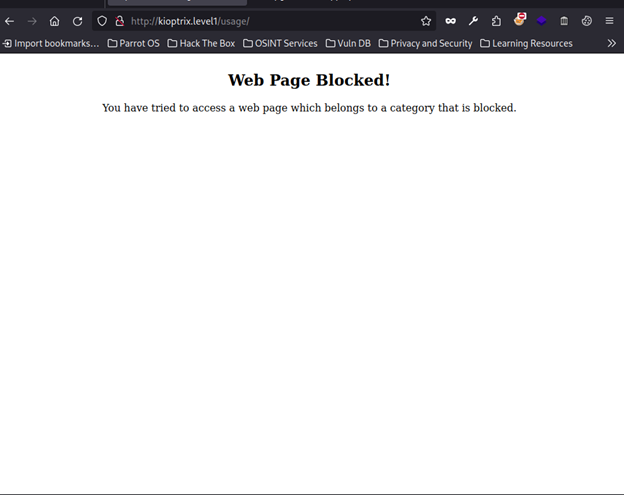 http://kioptrix.level1/usage/
Import bookmarks... Parrot OS Hack The Box OSINT Services Vuln DB Privacy and Security Learning Resources
Web Page Blocked!
You have tried to access a web page which belongs to a category that is blocked.